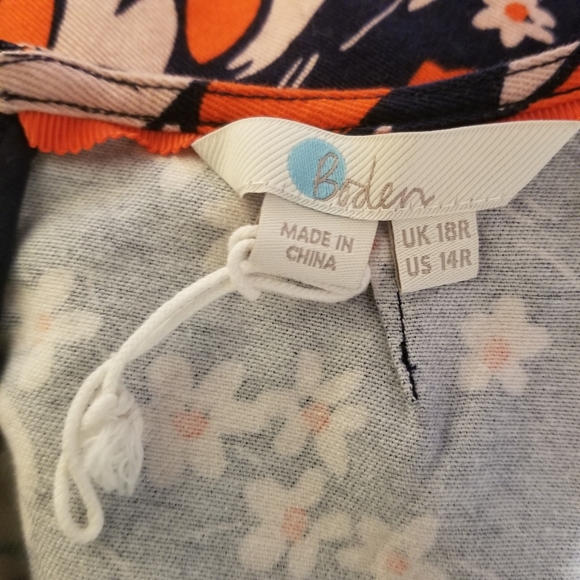 Boden
MADE IN
CHINA
UK 18R
US 14R